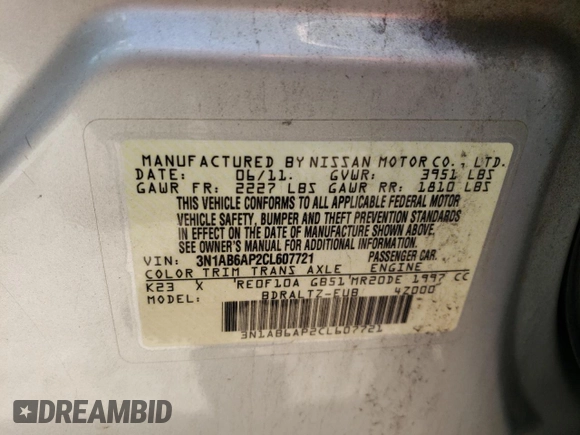 MANUFACTURED BY NISSAN MOTOR CO., LTD.
DATE: 06/11. GVWR: 3951 LBS
GAWR FR: 2227 LBS GAWR RR: 1810 LBS
THIS VEHICLE CONFORMS TO ALL APPLICABLE FEDERAL MOTOR
VEHICLE SAFETY, BUMPER AND THEFT PREVENTION STANDARDS
IN EFFECT ON THE DATE OF MANUFACTURE SHOWN ABOVE.
SEE OWNER'S MANUAL FOR ADDITIONAL INFORMATION.
VIN: 3N1AB6AP2CL607721 PASSENGER CAR.
COLOR TRIM TRANS AXLE ENGINE
K23 X RE0F10A GB51 MR20DE 1997 CC
MODEL: BDRALTZ-EUB 4Z000
3N1AB6AP2CL607721
DREAMBID